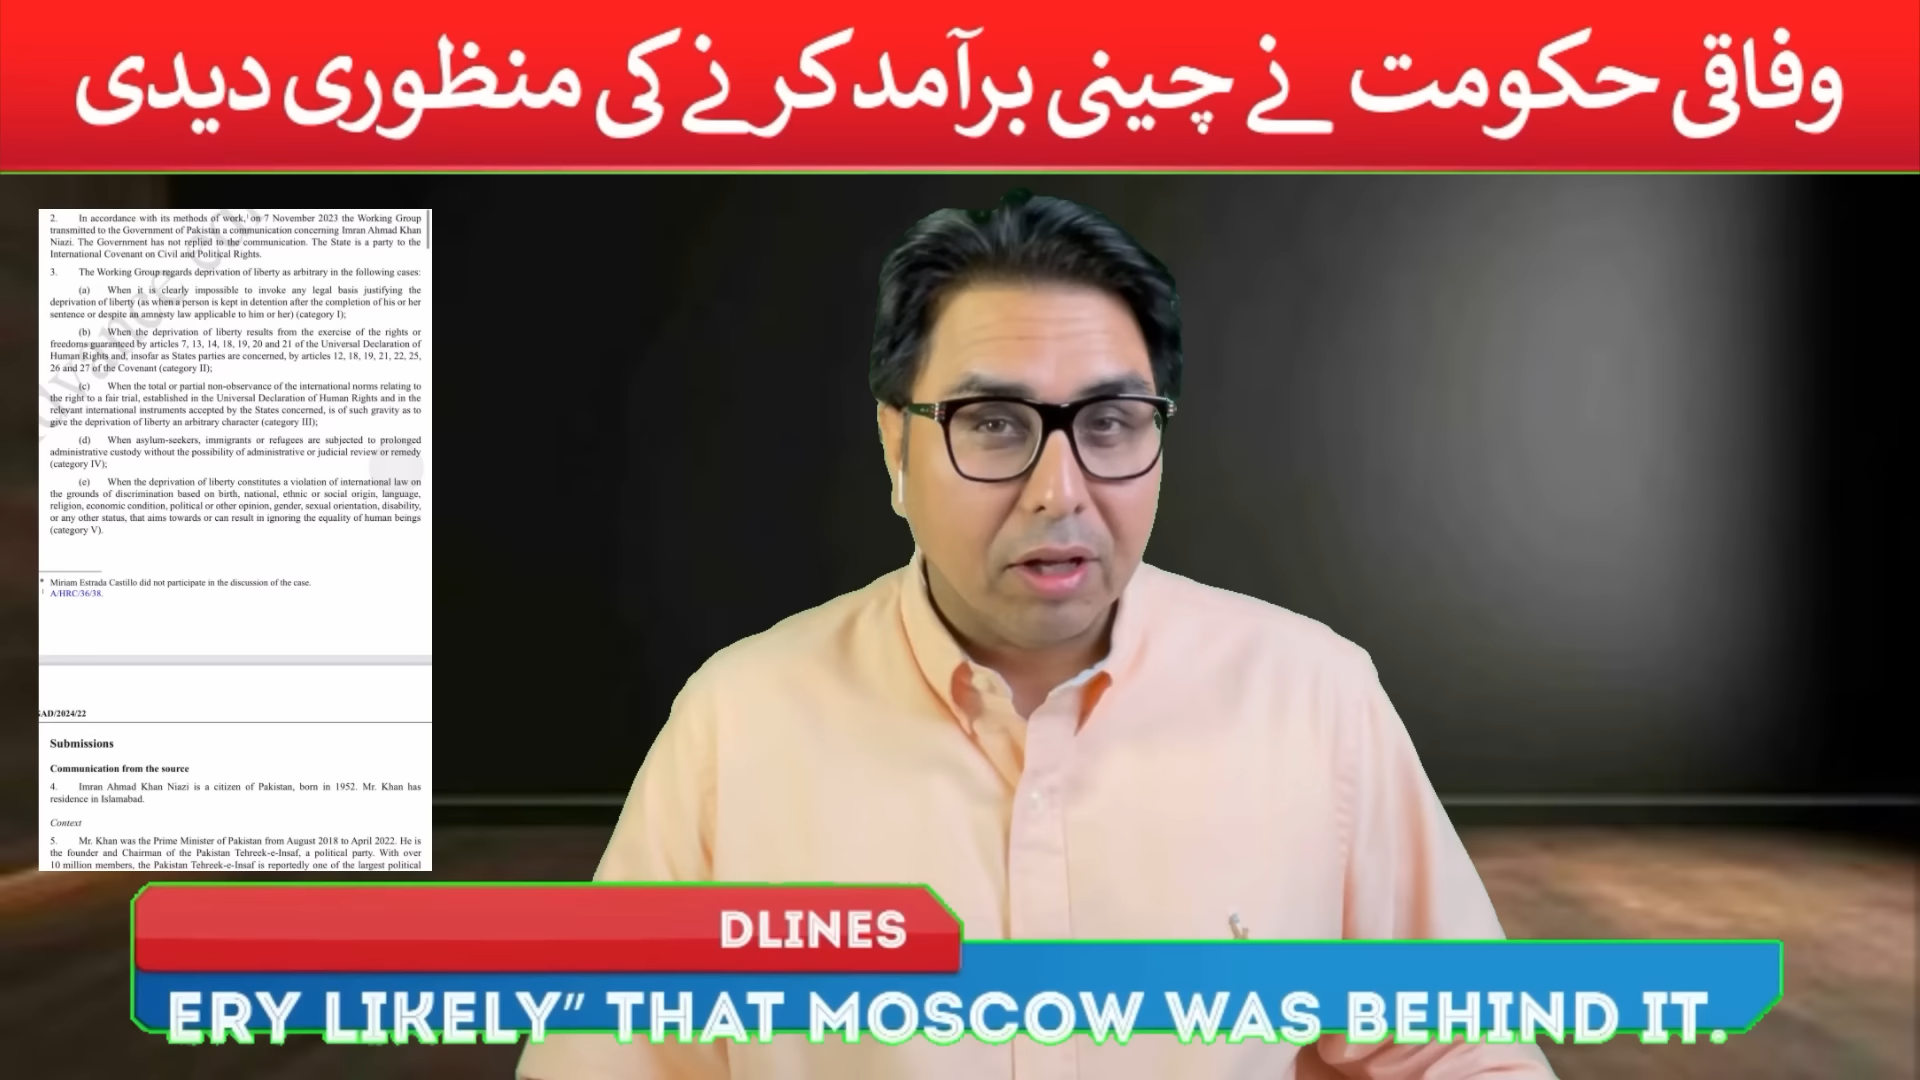 وفاقی حکومت نے چینی برآمد کرنے کی منظوری دیدی
2. In accordance with its methods of work,¹ on 7 November 2023 the Working Group
transmitted to the Government of Pakistan a communication concerning Imran Ahmad Khan
Niazi. The Government has not replied to the communication. The State is a party to the
International Covenant on Civil and Political Rights.
3. The Working Group regards deprivation of liberty as arbitrary in the following cases:
(a) When it is clearly impossible to invoke any legal basis justifying the
deprivation of liberty (as when a person is kept in detention after the completion of his or her
sentence or despite an amnesty law applicable to him or her) (category I);
(b) When the deprivation of liberty results from the exercise of the rights or
freedoms guaranteed by articles 7, 13, 14, 18, 19, 20 and 21 of the Universal Declaration of
Human Rights and, insofar as States parties are concerned, by articles 12, 18, 19, 21, 22, 25,
26 and 27 of the Covenant (category II);
(c) When the total or partial non-observance of the international norms relating to
the right to a fair trial, established in the Universal Declaration of Human Rights and in the
relevant international instruments accepted by the States concerned, is of such gravity as to
give the deprivation of liberty an arbitrary character (category III);
(d) When asylum-seekers, immigrants or refugees are subjected to prolonged
administrative custody without the possibility of administrative or judicial review or remedy
(category IV);
(e) When the deprivation of liberty constitutes a violation of international law on
the grounds of discrimination based on birth, national, ethnic or social origin, language,
religion, economic condition, political or other opinion, gender, sexual orientation, disability,
or any other status, that aims towards or can result in ignoring the equality of human beings
(category V).
* Miriam Estrada Castillo did not participate in the discussion of the case.
¹ A/HRC/36/38.
AD/2024/22
Submissions
Communication from the source
4. Imran Ahmad Khan Niazi is a citizen of Pakistan, born in 1952. Mr. Khan has
residence in Islamabad.
Context
5. Mr. Khan was the Prime Minister of Pakistan from August 2018 to April 2022. He is
the founder and Chairman of the Pakistan Tehreek-e-Insaf, a political party. With over
10 million members, the Pakistan Tehreek-e-Insaf is reportedly one of the largest political
DLINES
ERY LIKELY” THAT MOSCOW WAS BEHIND IT.